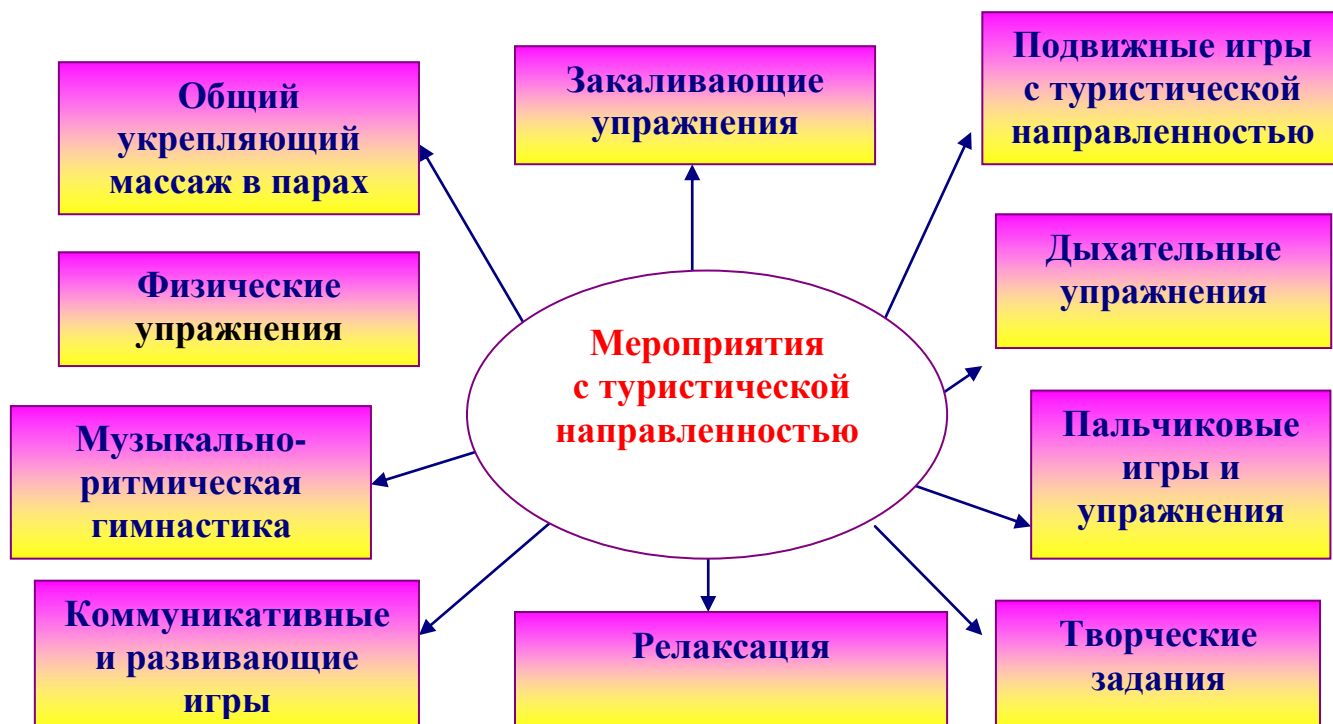 Общий
укрепляющий
массаж в парах
Закаливающие
упражнения
Подвижные игры
с туристической
направленностью
Физические
упражнения
Дыхательные
упражнения
Мероприятия
с туристической
направленностью
Музыкально-
ритмическая
гимнастика
Пальчиковые
игры и
упражнения
Коммуникативные
и развивающие
игры
Релаксация
Творческие
задания